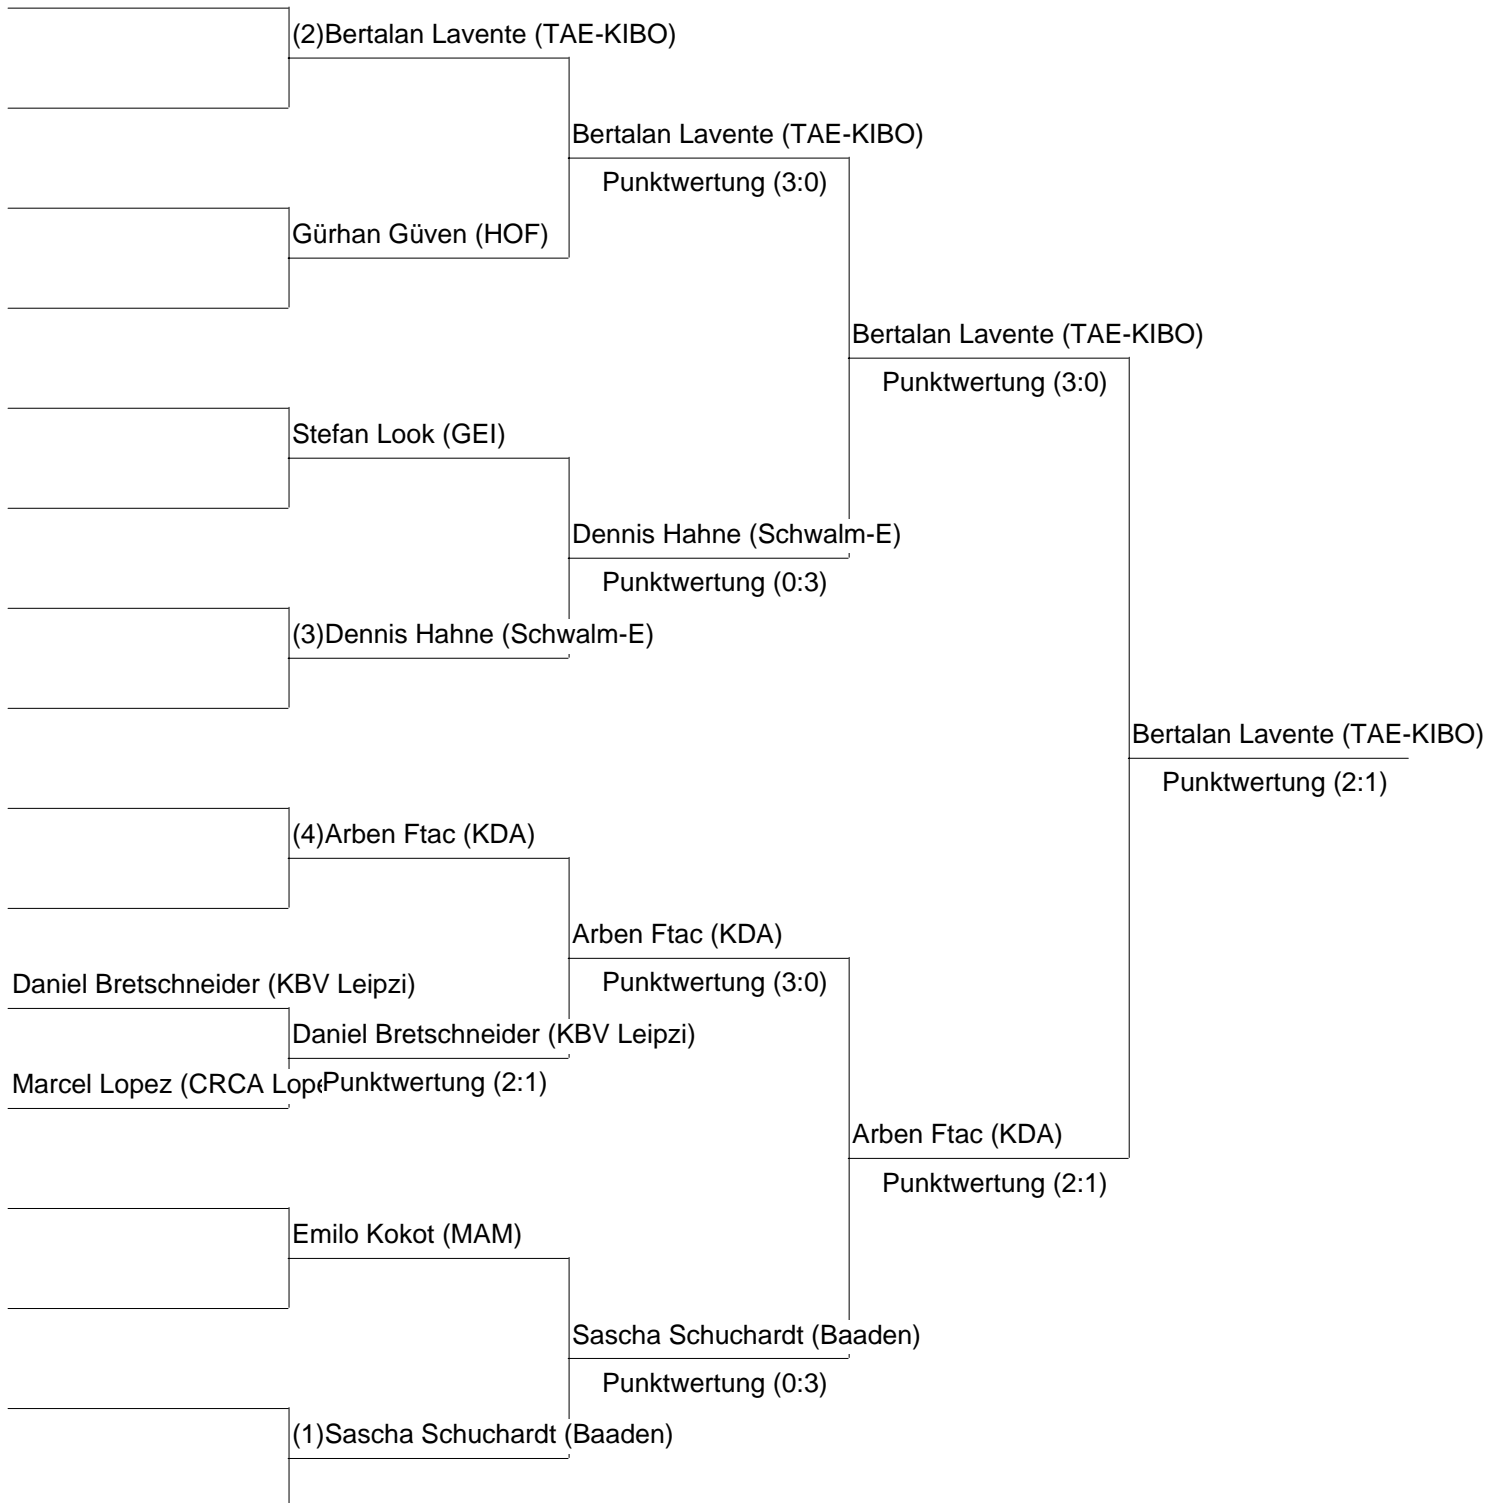 (2)Bertalan Lavente (TAE-KIBO)
Bertalan Lavente (TAE-KIBO)
Punktwertung (3:0)
Gürhan Güven (HOF)
Bertalan Lavente (TAE-KIBO)
Punktwertung (3:0)
Stefan Look (GEI)
Dennis Hahne (Schwalm-E)
Punktwertung (0:3)
(3)Dennis Hahne (Schwalm-E)
Bertalan Lavente (TAE-KIBO)
Punktwertung (2:1)
(4)Arben Ftac (KDA)
Arben Ftac (KDA)
Daniel Bretschneider (KBV Leipzi)
Punktwertung (3:0)
Daniel Bretschneider (KBV Leipzi)
Marcel Lopez (CRCA Lope
Punktwertung (2:1)
Arben Ftac (KDA)
Punktwertung (2:1)
Emilo Kokot (MAM)
Sascha Schuchardt (Baaden)
Punktwertung (0:3)
(1)Sascha Schuchardt (Baaden)